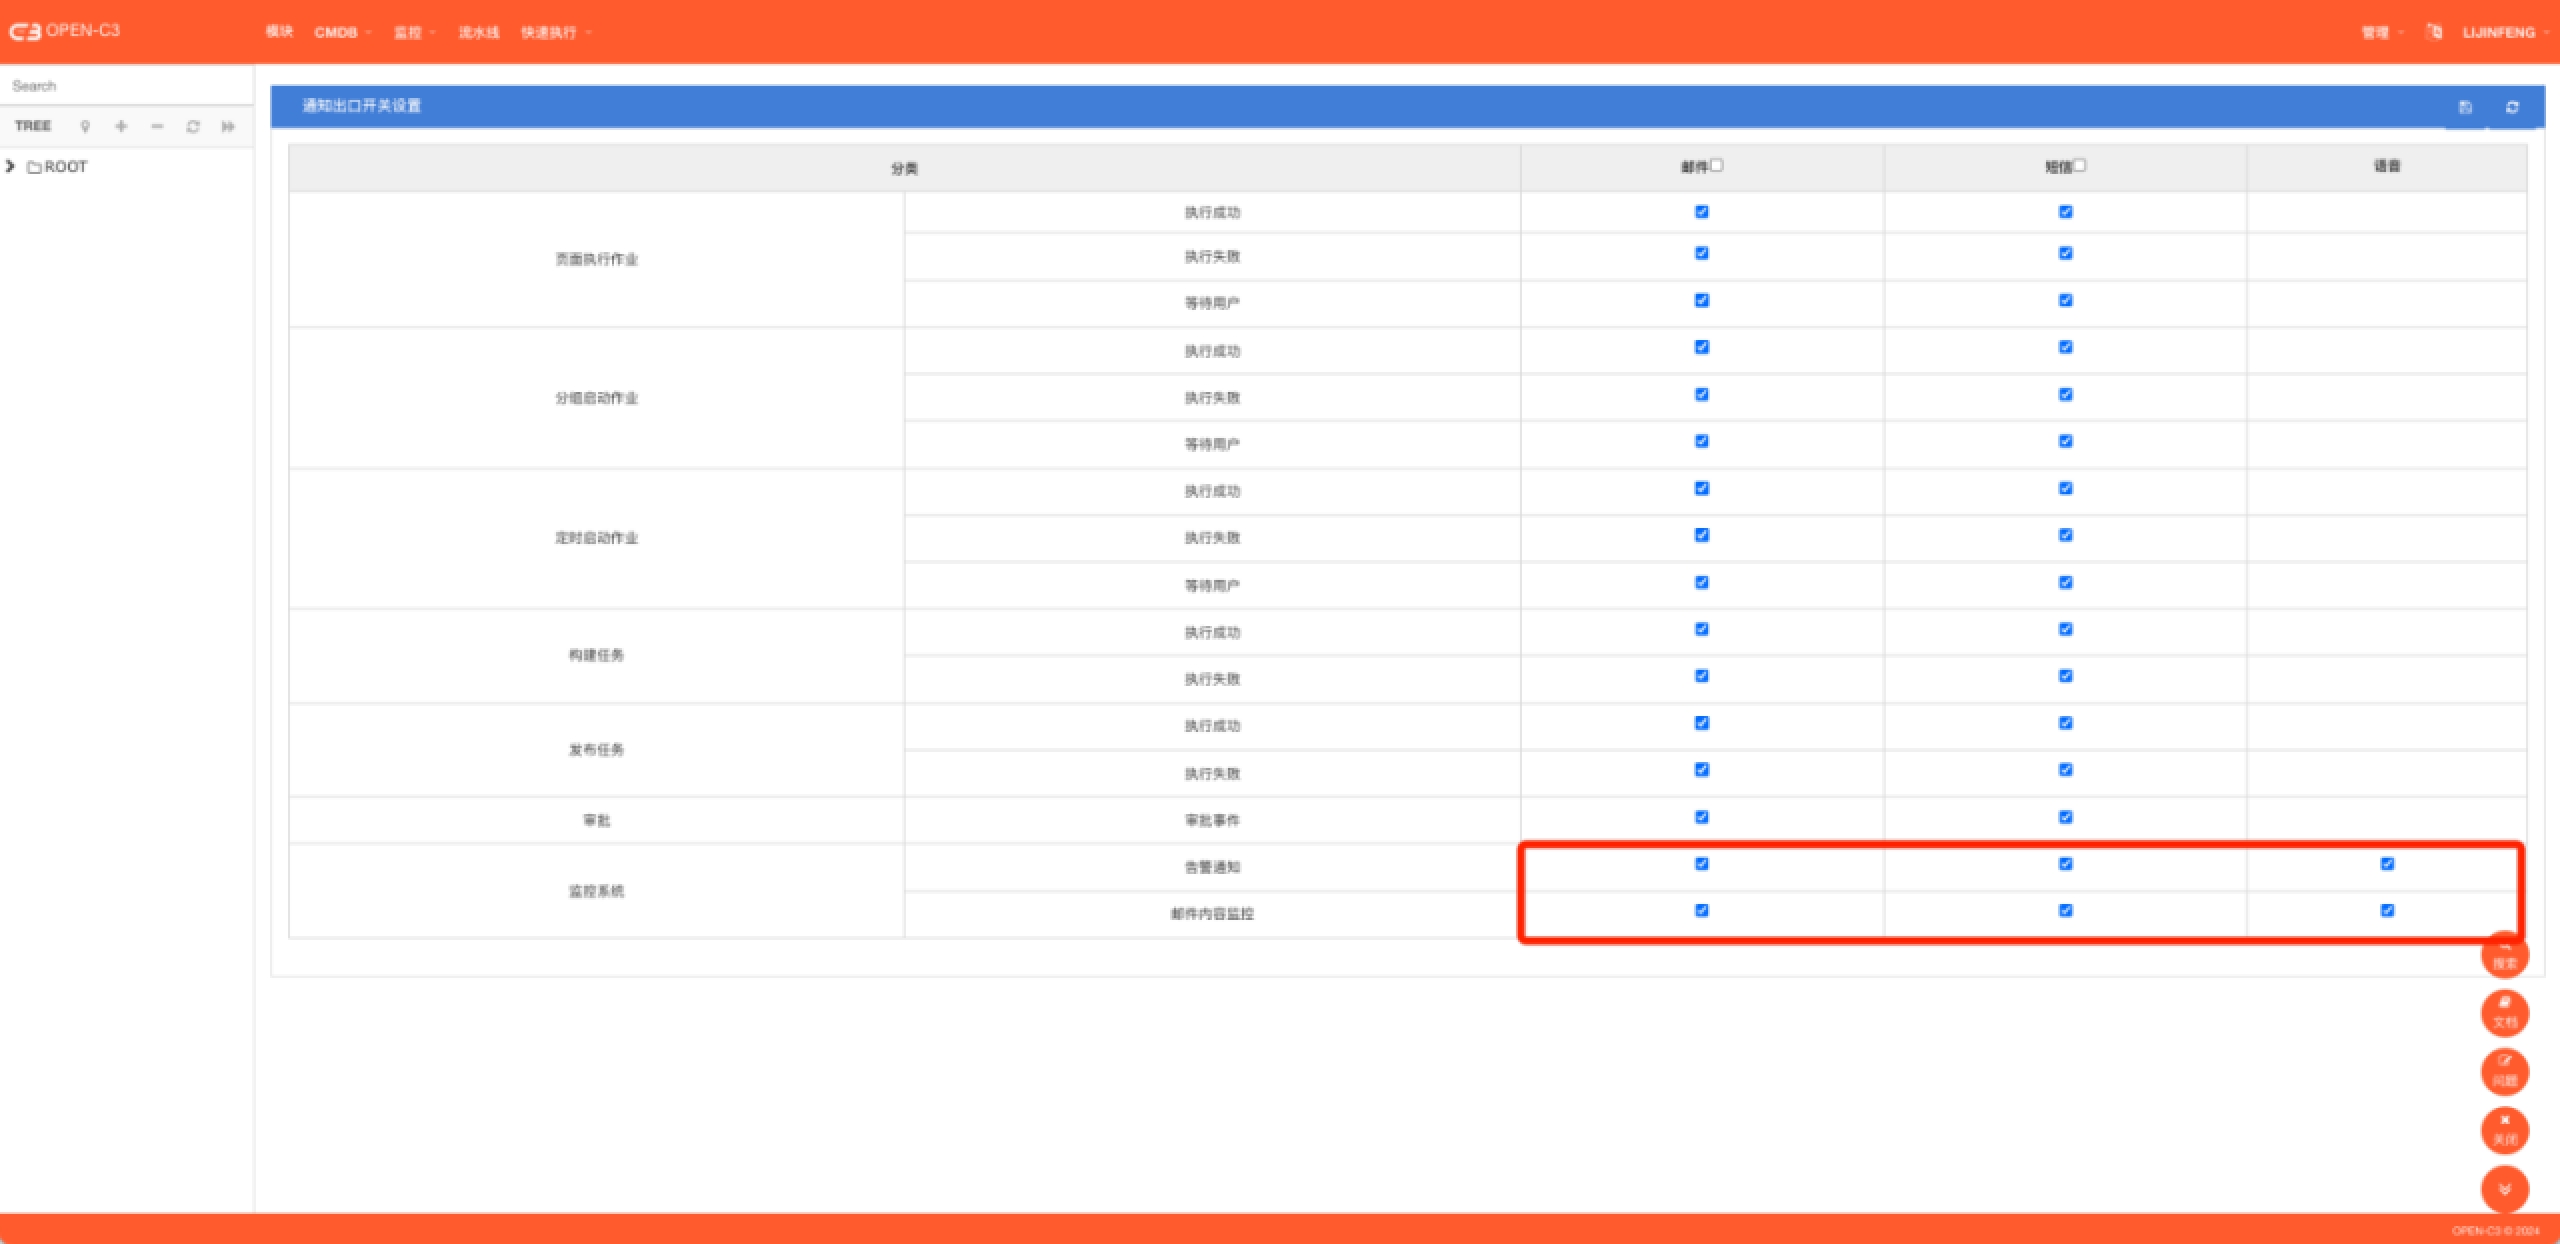 OPEN-C3 模块 CMDB 监控 流水线 快速执行 管理 LIJINFENG
Search
通知出口开关设置
TREE
ROOT
分类 邮件 短信 语音
页面执行作业
执行成功
执行失败
等待用户
分组启动作业
执行成功
执行失败
等待用户
定时启动作业
执行成功
执行失败
等待用户
构建任务
执行成功
执行失败
发布任务
执行成功
执行失败
审批
审批事件
监控系统
告警通知
邮件内容监控
搜索
文档
问题
关闭
OPEN-C3 © 2024